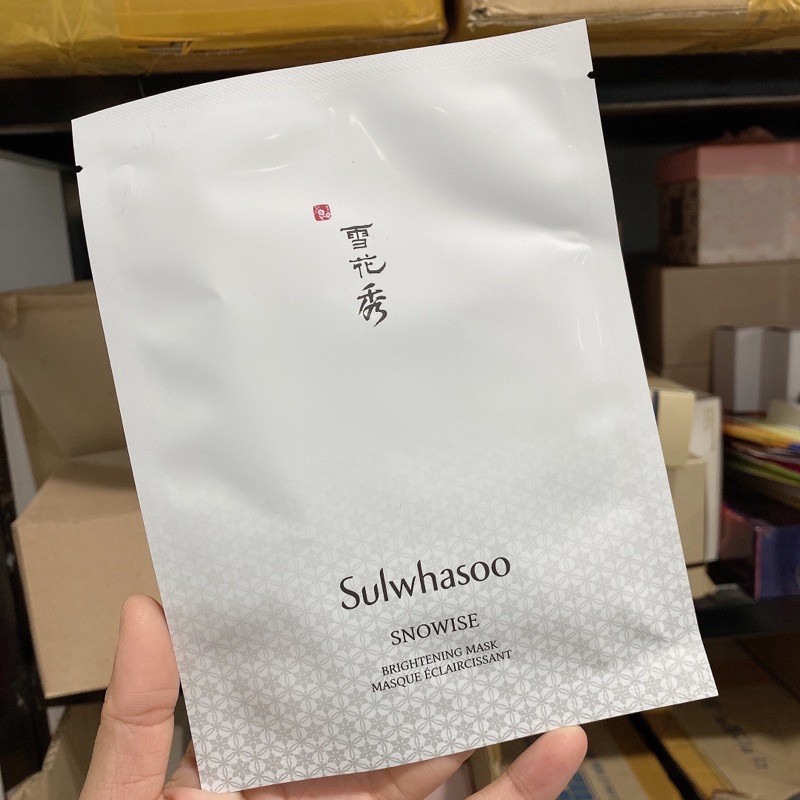 雪花秀
Sulwhasoo
SNOWISE
BRIGHTENING MASK
MASQUE ÉCLAIRCISSANT